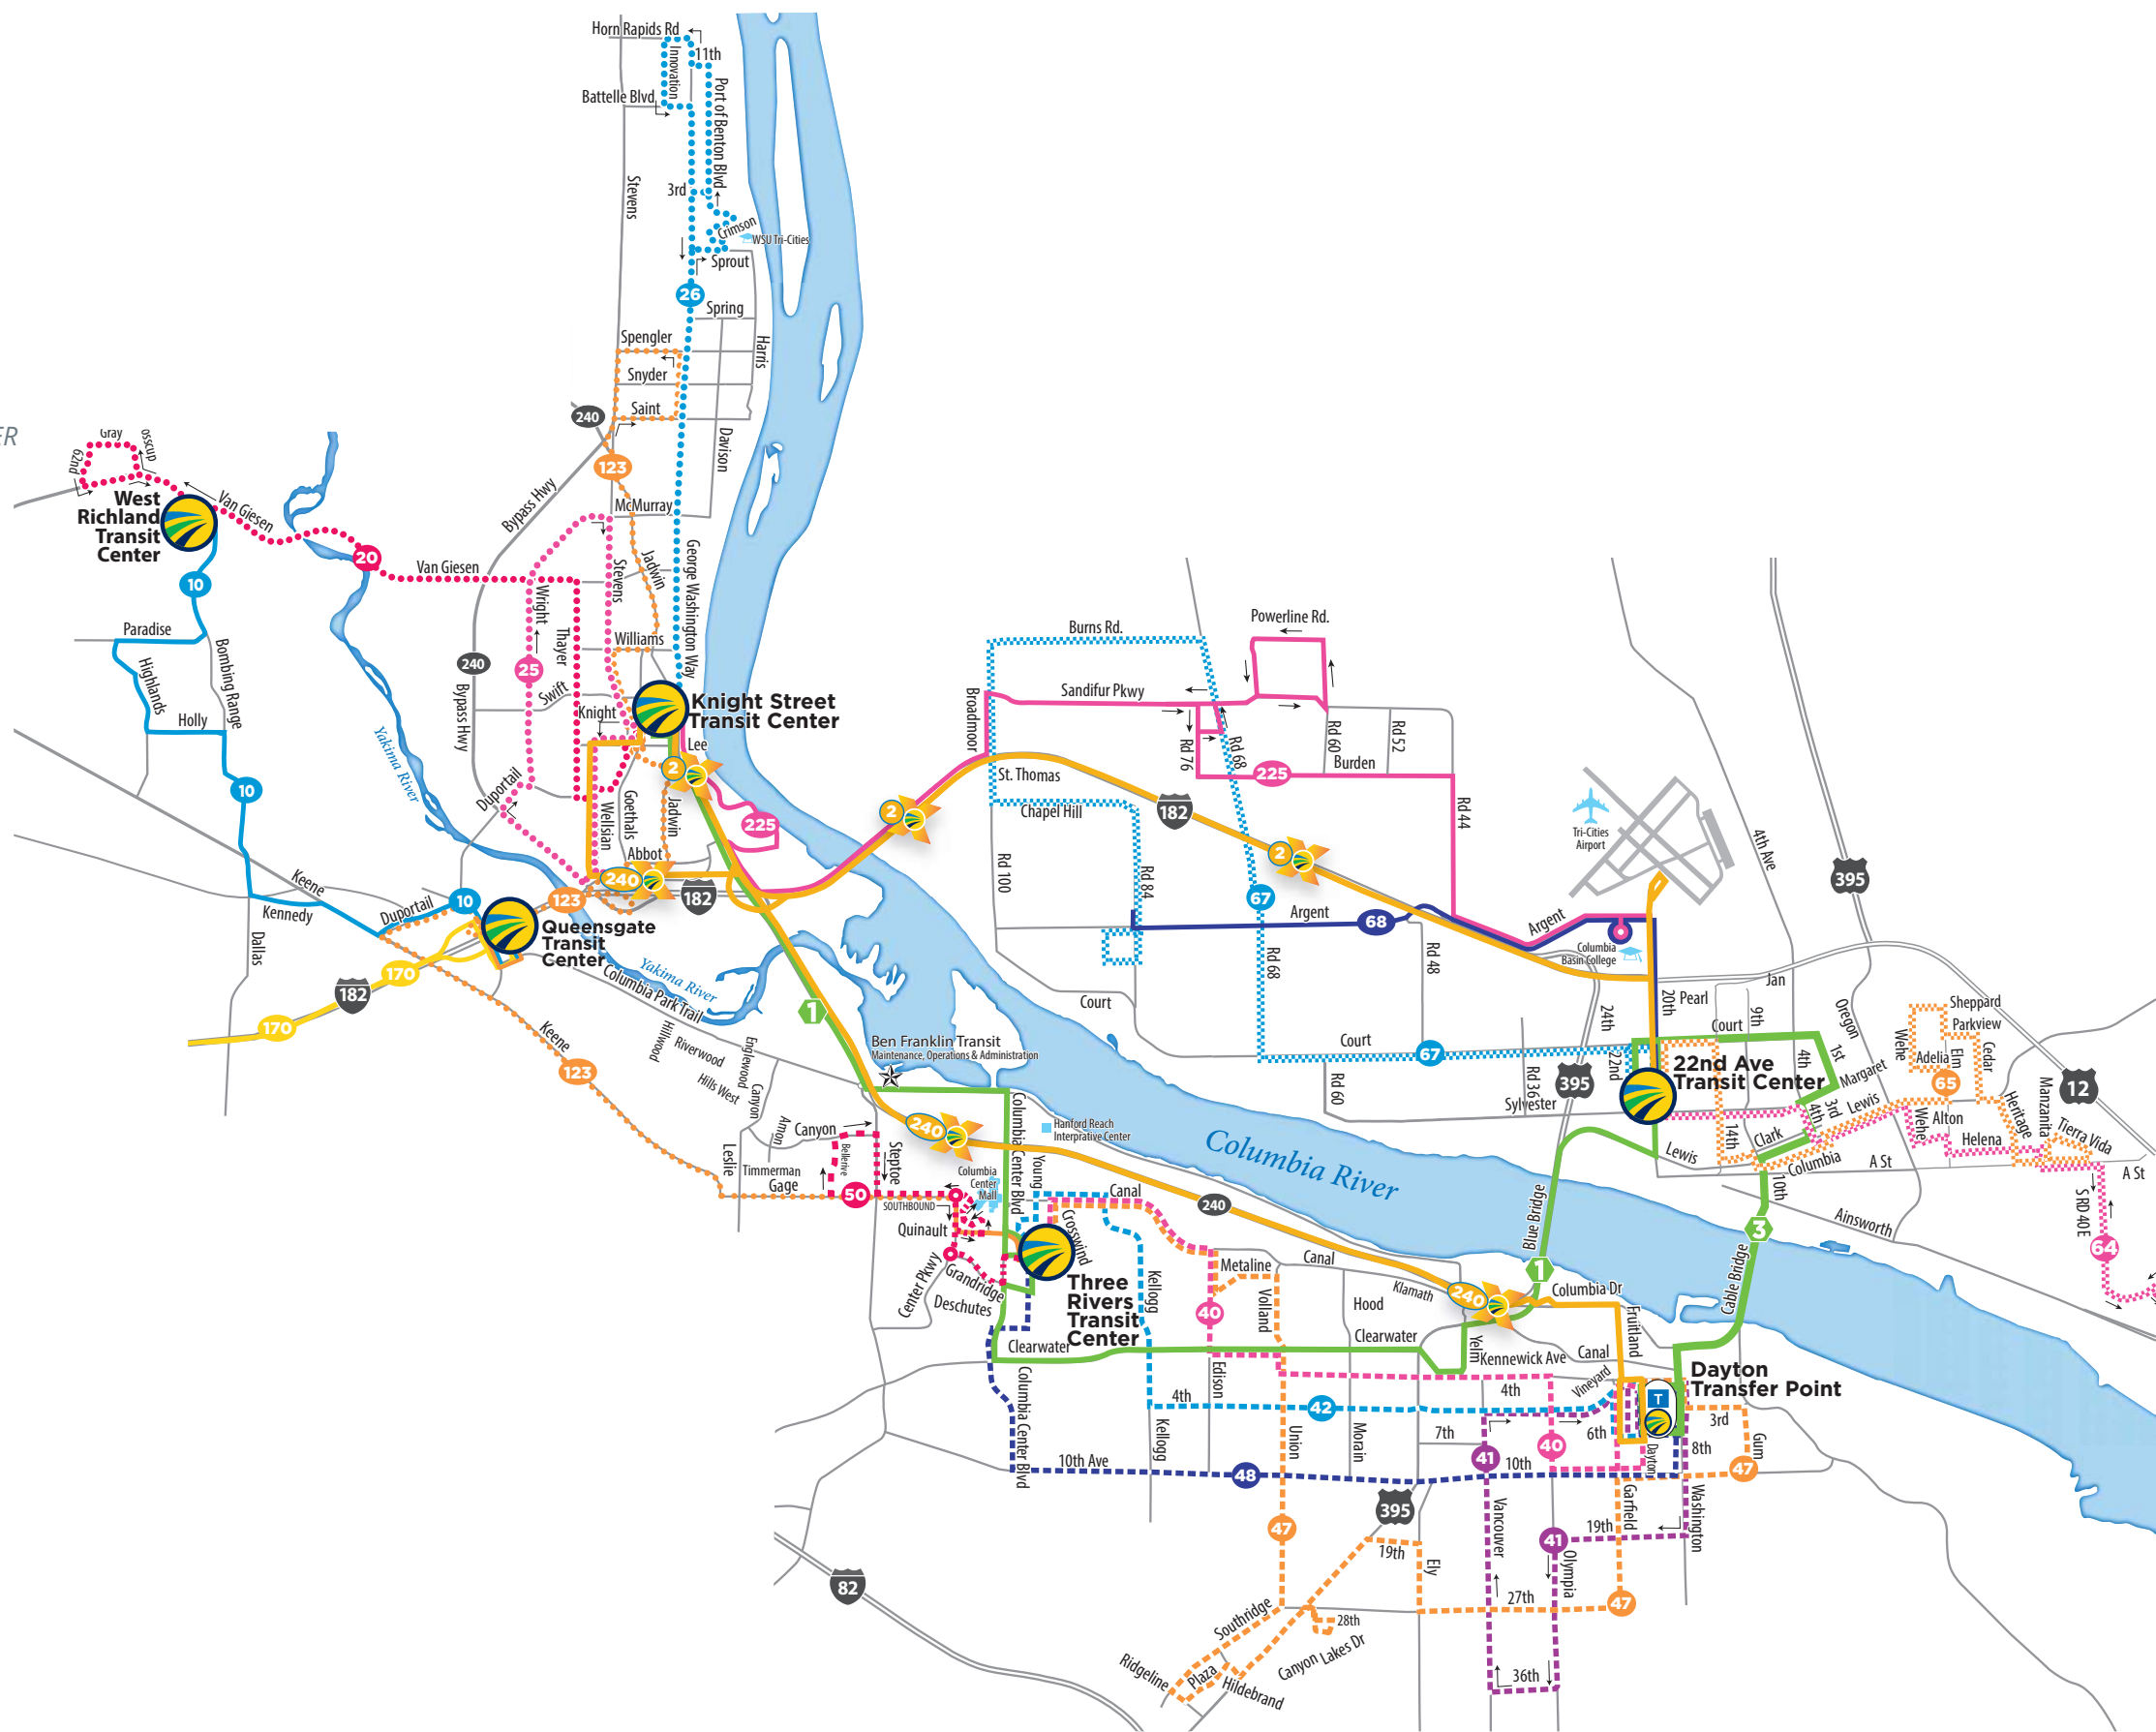 Horn Rapids Rd
11th
Innovation
Battelle Blvd
Port of Benton Blvd
Stevens
3rd
Crimson
WSU Tri-Cities
Sprout
26
Spring
Spengler
Harris
Snyder
Saint
240
Davison
123
ER
Gray
62nd
West
Richland
Transit
Center
Van Giesen
Bypass Hwy
McMurray
20
Van Giesen
Jadwin
Stevens
George Washington Way
10
Wright
Thayer
Paradise
Williams
Bombing Range
Highlands
240
25
Bypass Hwy
Swift
Holly
Knight
Knight Street
Transit Center
Lee
2
Yakima River
10
Duportail
Wellsian
Goethals
Jadwin
225
Abbot
240
182
123
Keene
Kennedy
Dallas
Duportail
10
Queensgate
Transit
Center
170
182
170
Columbia Park Trail
Yakima River
Keene
123
1
Hillwood
Riverwood
Hills West
Englewood
Canyon
Amon
Ben Franklin Transit
Maintenance, Operations & Administration
Burns Rd.
Powerline Rd.
Broadmoor
Sandifur Pkwy
Rd 76
Rd 68
Rd 60
Rd 52
Burden
225
St. Thomas
Chapel Hill
182
2
2
Rd 44
Rd 100
Rd 84
67
Argent
68
Argent
Rd 68
Rd 48
Court
Court
67
Rd 60
Rd 36
Sylvester
Tri-Cities
Airport
Columbia
Basin College
4th Ave
395
Jan
Pearl
20th
24th
9th
Oregon
Court
22nd
22nd Ave
Transit Center
395
4th
1st
Margaret
3rd
4th
Lewis
14th
Clark
Columbia
Lewis
10th
A St
Wehe
Sheppard
Parkview
Adelia
Elm
Cedar
65
12
Wehe
Alton
Helena
Heritage
Manzanita
Tierra Vida
A St
SRD 40 E
64
Ainsworth
3
Cable Bridge
Blue Bridge
1
Columbia River
Hanford Reach
Interprative Center
240
Columbia Center Blvd
Young
Canyon
Bellerive
Steptoe
Leslie
Timmerman
Gage
50
SOUTHBOUND
Columbia
Center
Mall
Quinault
Canal
Crosswind
240
Center Pkwy
Grandridge
Deschutes
Three
Rivers
Transit
Center
Kellogg
40
Metaline
Volland
Canal
Hood
Klamath
240
Columbia Dr
Fruitland
Clearwater
Clearwater
Yelm
Kennewick Ave
Canal
Vineyard
Dayton
Transfer Point
T
Edison
4th
42
4th
3rd
Columbia Center Blvd
Kellogg
Union
Morain
7th
6th
40
Dayton
8th
Gum
41
10th
47
10th Ave
48
Vancouver
Garfield
Washington
395
47
19th
41
Olympia
19th
Ely
27th
47
82
Southridge
28th
Canyon Lakes Dr
Ridgeline
Plaza
Hildebrand
36th